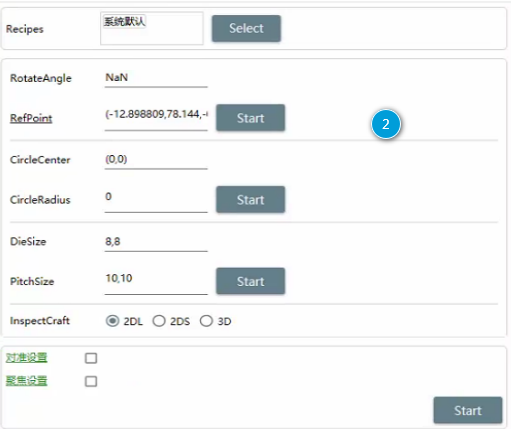 Recipes 系统默认 Select
RotateAngle NaN
RefPoint (-12.898809,78.144,- Start
2
CircleCenter (0,0)
CircleRadius 0 Start
DieSize 8,8
PitchSize 10,10 Start
InspectCraft 2DL 2DS 3D
对准设置
聚焦设置
Start